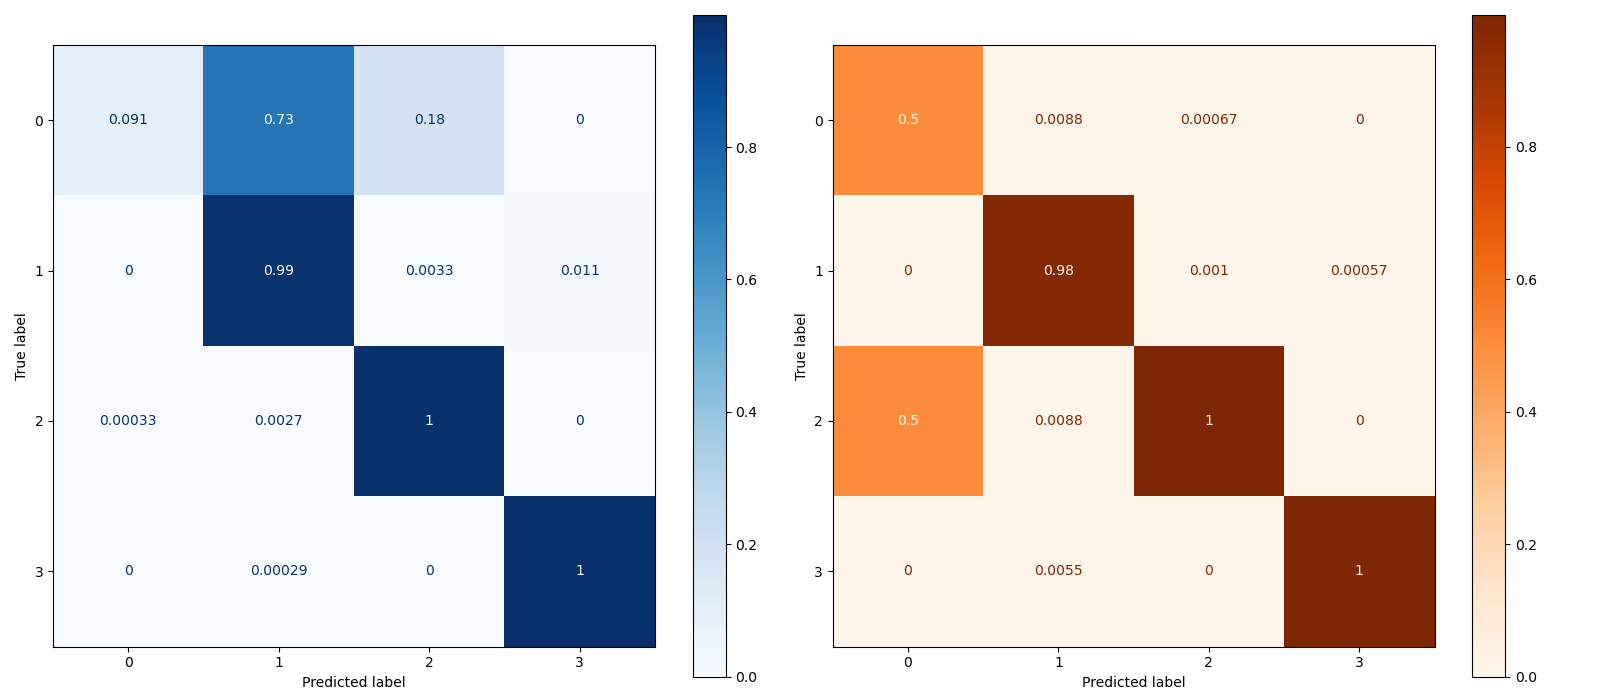 0 0.091 0.73 0.18 0
1 0 0.99 0.0033 0.011
2 0.00033 0.0027 1 0
3 0 0.00029 0 1
0 1 2 3
Predicted label
True label
0.8
0.6
0.4
0.2
0.0
0 0.5 0.0088 0.00067 0
1 0 0.98 0.001 0.00057
2 0.5 0.0088 1 0
3 0 0.0055 0 1
0 1 2 3
Predicted label
True label
0.8
0.6
0.4
0.2
0.0